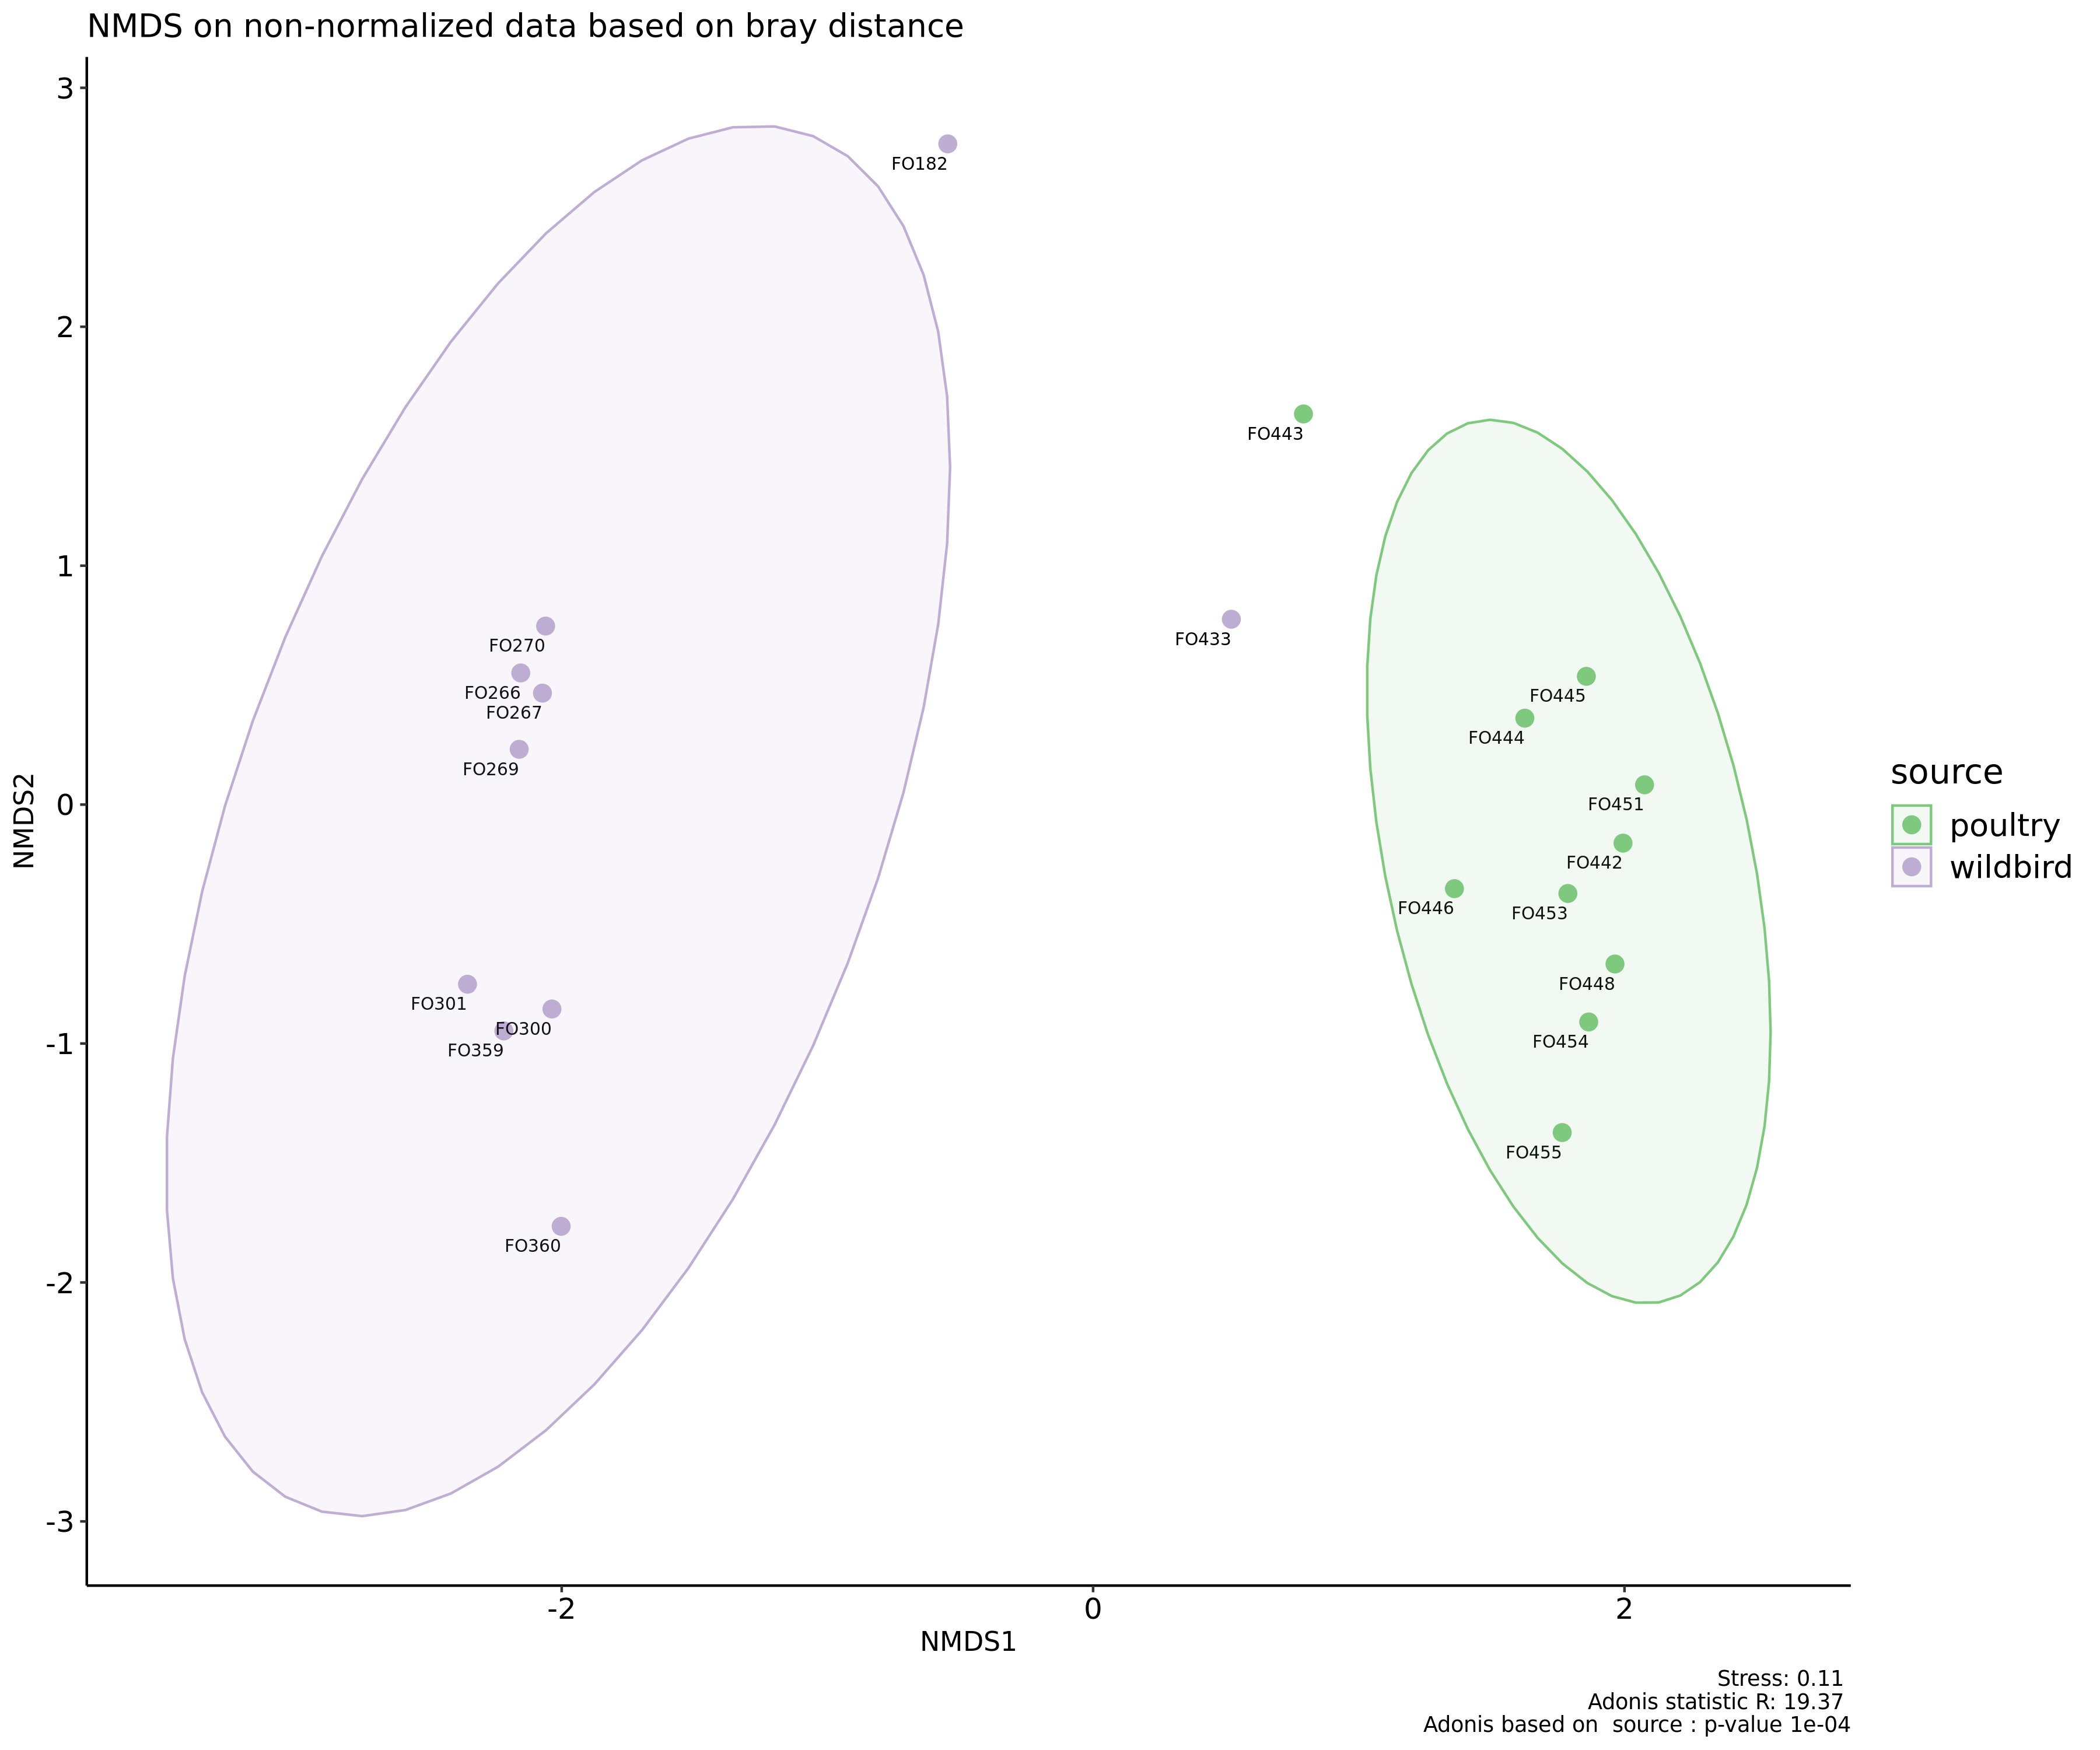 NMDS on non-normalized data based on bray distance
3
2
1
0
-1
-2
-3
NMDS2
FO182
FO443
FO433
FO270
FO266
FO267
FO269
FO445
FO444
FO451
FO442
FO446
FO453
FO448
FO301
FO300
FO359
FO454
FO455
FO360
source
poultry
wildbird
-2
0
2
NMDS1
Stress: 0.11
Adonis statistic R: 19.37
Adonis based on  source : p-value 1e-04